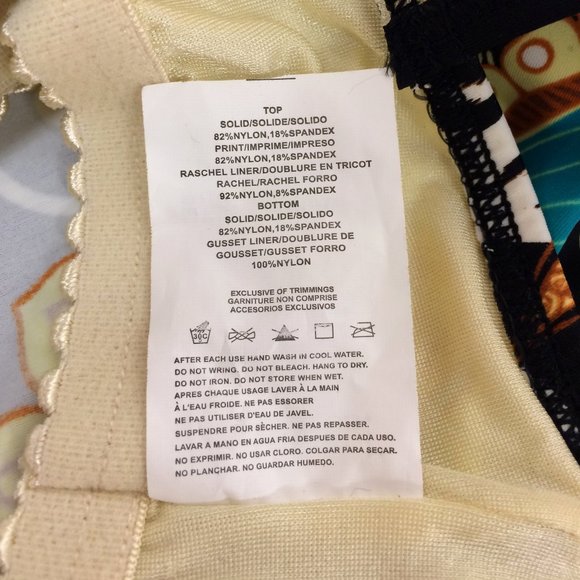 TOP
SOLID/SOLIDE/SOLIDO
82%NYLON,18%SPANDEX
PRINT/IMPRIME/IMPRESO
82%NYLON,18%SPANDEX
RASCHEL LINER/DOUBLURE EN TRICOT
RACHEL/RACHEL FORRO
92%NYLON,8%SPANDEX
BOTTOM
SOLID/SOLIDE/SOLIDO
82%NYLON,18%SPANDEX
GUSSET LINER/DOUBLURE DE
GOUSSET/GUSSET FORRO
100%NYLON
EXCLUSIVE OF TRIMMINGS
GARNITURE NON COMPRISE
ACCESORIOS EXCLUSIVOS
30C
AFTER EACH USE HAND WASH IN COOL WATER.
DO NOT WRING. DO NOT BLEACH. HANG TO DRY.
DO NOT IRON. DO NOT STORE WHEN WET.
APRES CHAQUE USAGE LAVER À LA MAIN
À L'EAU FROIDE. NE PAS ESSORER
NE PAS UTILISER D'EAU DE JAVEL.
SUSPENDRE POUR SÈCHER. NE PAS REPASSER.
LAVAR A MANO EN AGUA FRIA DESPUES DE CADA UBO.
NO EXPRIMIR. NO USAR CLORO. COLGAR PARA SECAR.
NO PLANCHAR. NO GUARDAR HUMEDO.